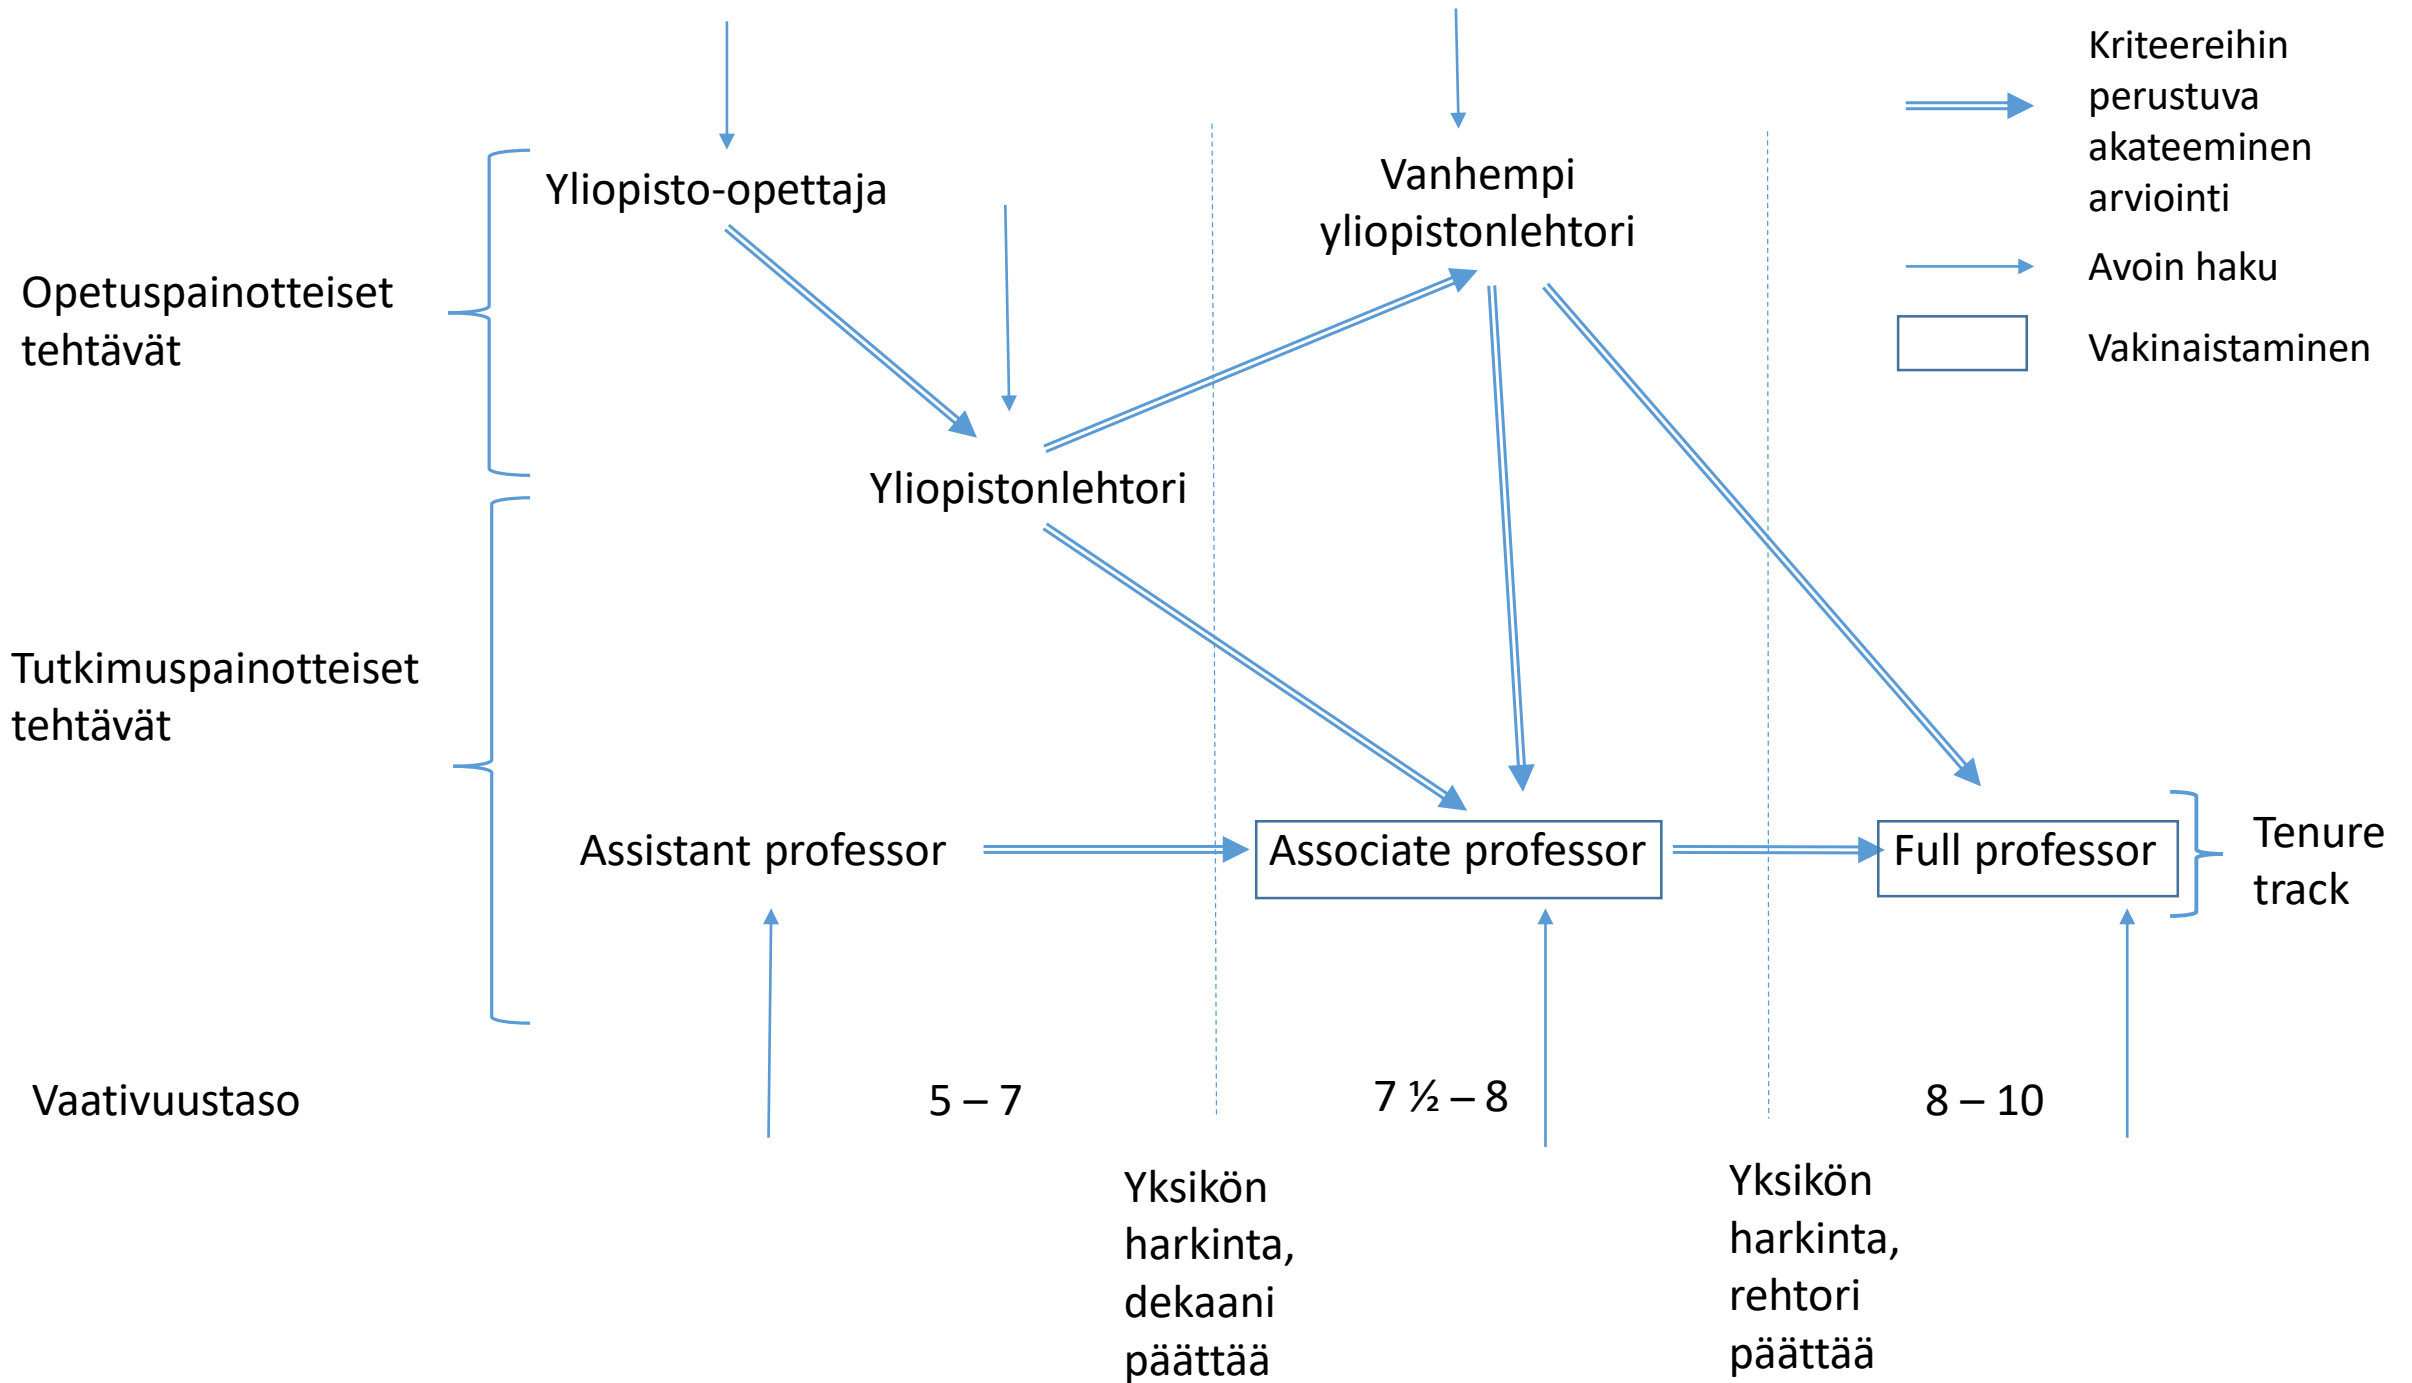 Kriteereihin
perustuva
akateeminen
arviointi
Avoin haku
Vakinaistaminen
Yliopisto-opettaja
Vanhempi
yliopistonlehtori
Opetuspainotteiset
tehtävät
Yliopistonlehtori
Tutkimuspainotteiset
tehtävät
Assistant professor
Associate professor
Full professor
Tenure
track
Vaativuustaso
5 – 7
7 ½ – 8
8 – 10
Yksikön
harkinta,
dekaani
päättää
Yksikön
harkinta,
rehtori
päättää